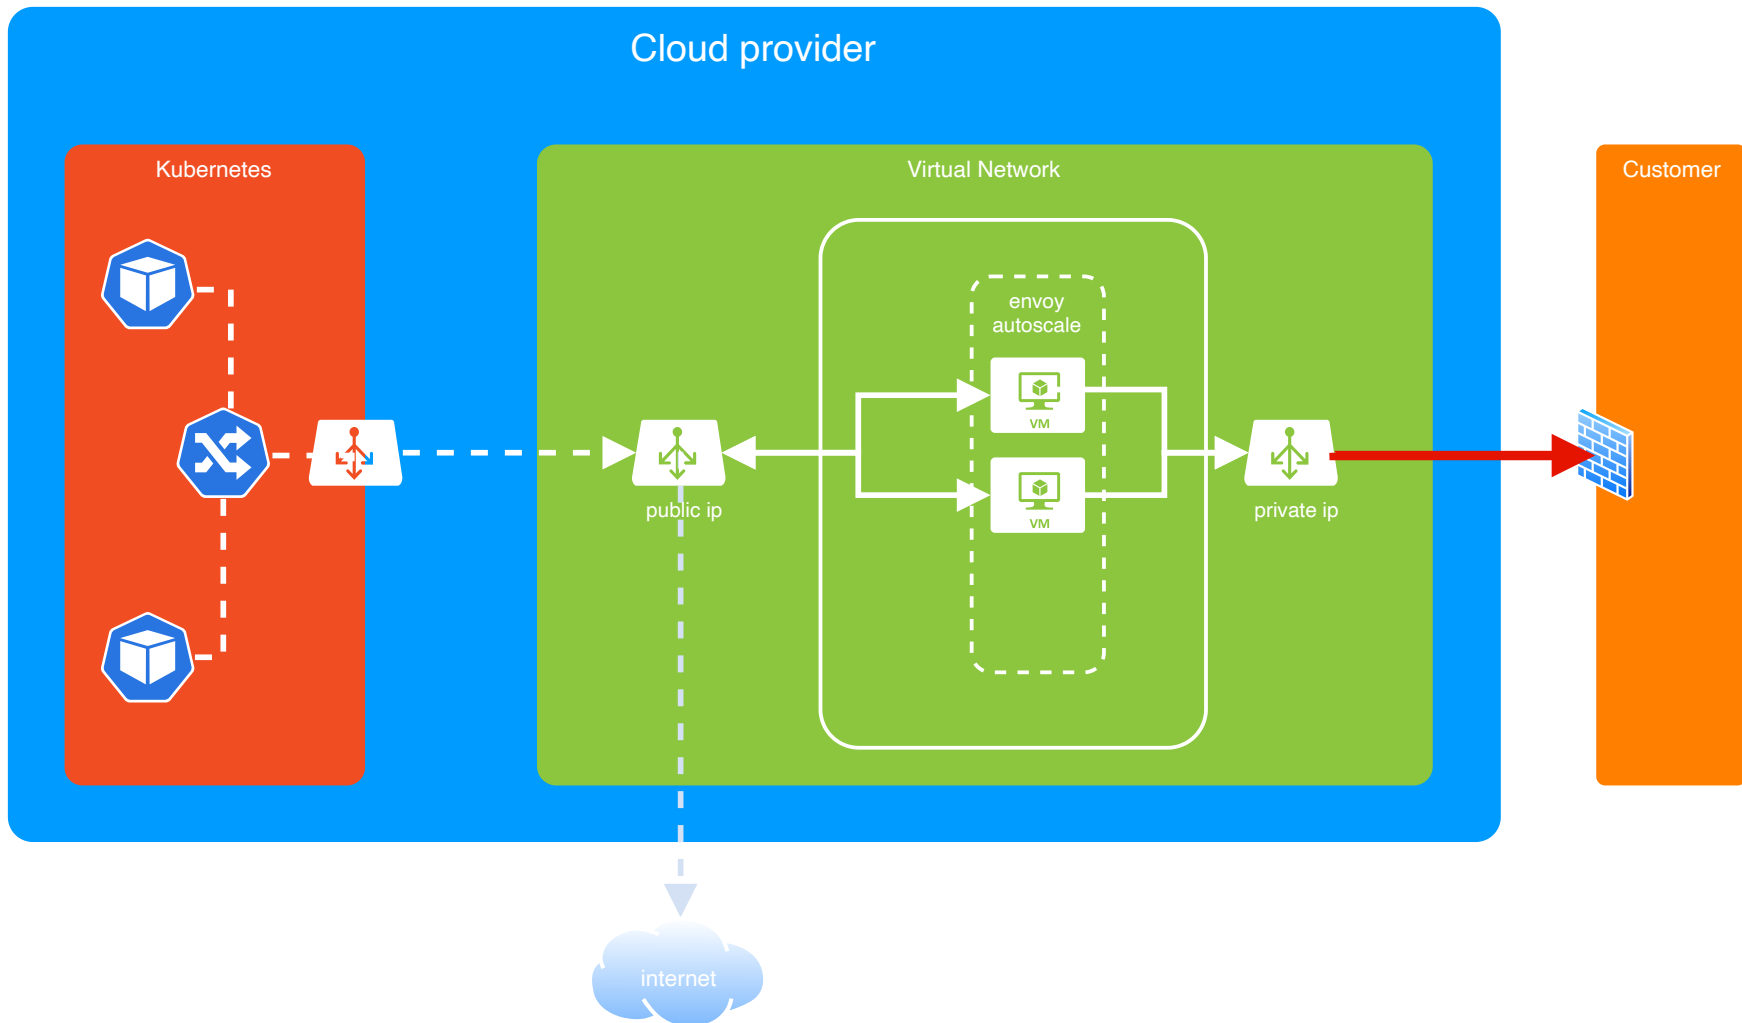 Cloud provider
Kubernetes
Virtual Network
Customer
envoy
autoscale
VM
VM
public ip
private ip
internet